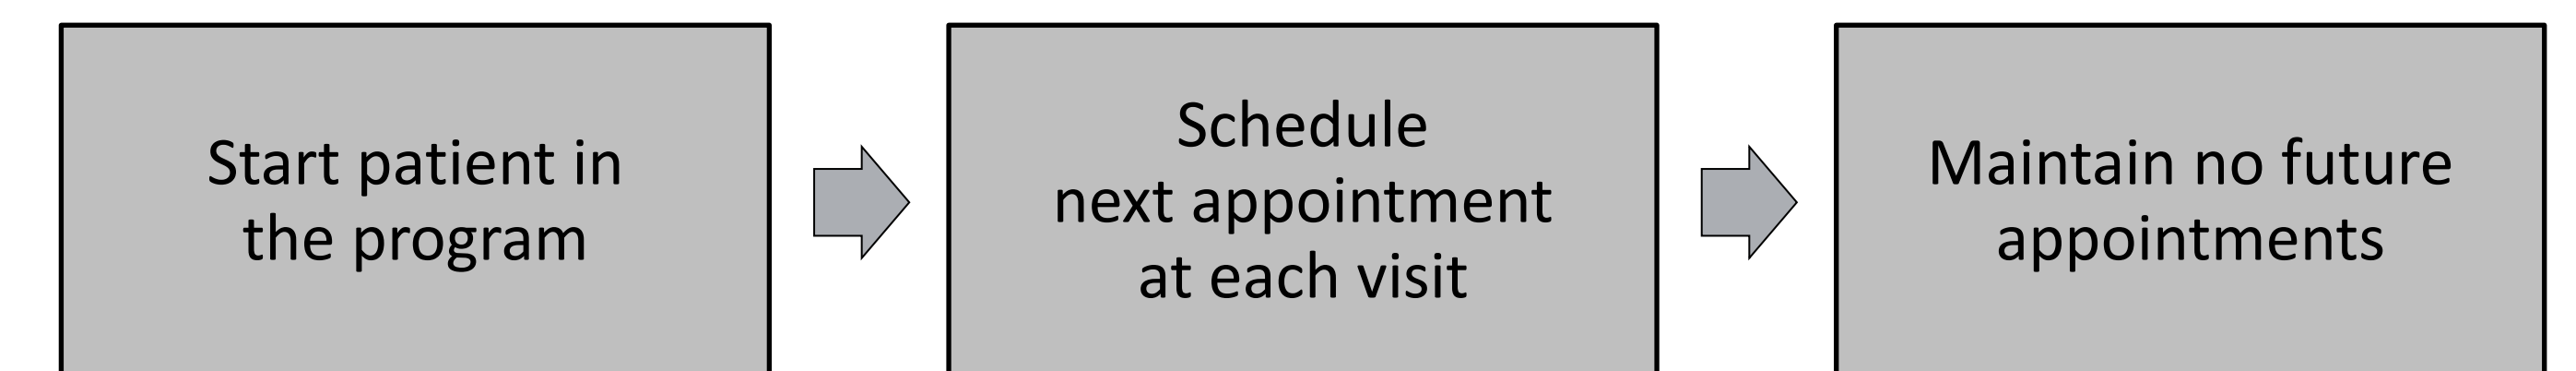 Start patient in
the program
Schedule
next appointment
at each visit
Maintain no future
appointments